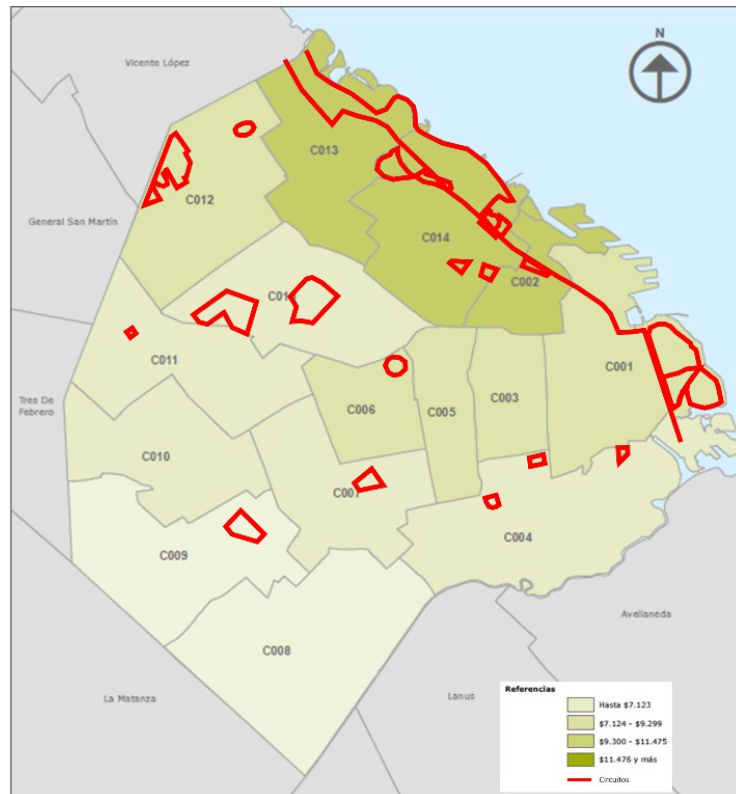 N
Vicente López
C013
C012
General San Martín
C014
C002
C01
C011
C001
Tres De
Febrero
C006
C005
C003
C010
C007
C004
C009
Avellaneda
C008
La Matanza
Lanus
Referencias
Hasta $7.123
$7.124 - $9.299
$9.300 - $11.475
$11.476 y más
Circuitos